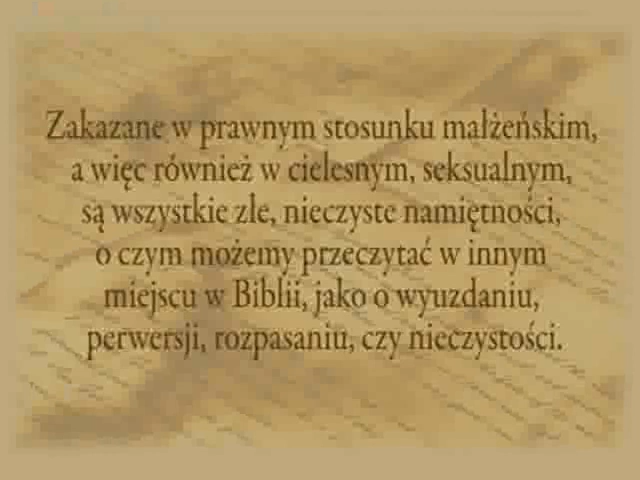 Zakazane w prawnym stosunku małżeńskim,
a więc również w cielesnym, seksualnym,
są wszystkie złe, nieczyste namiętności,
o czym możemy przeczytać w innym
miejscu w Biblii, jako o wyuzdaniu,
perwersji, rozpasaniu, czy nieczystości.